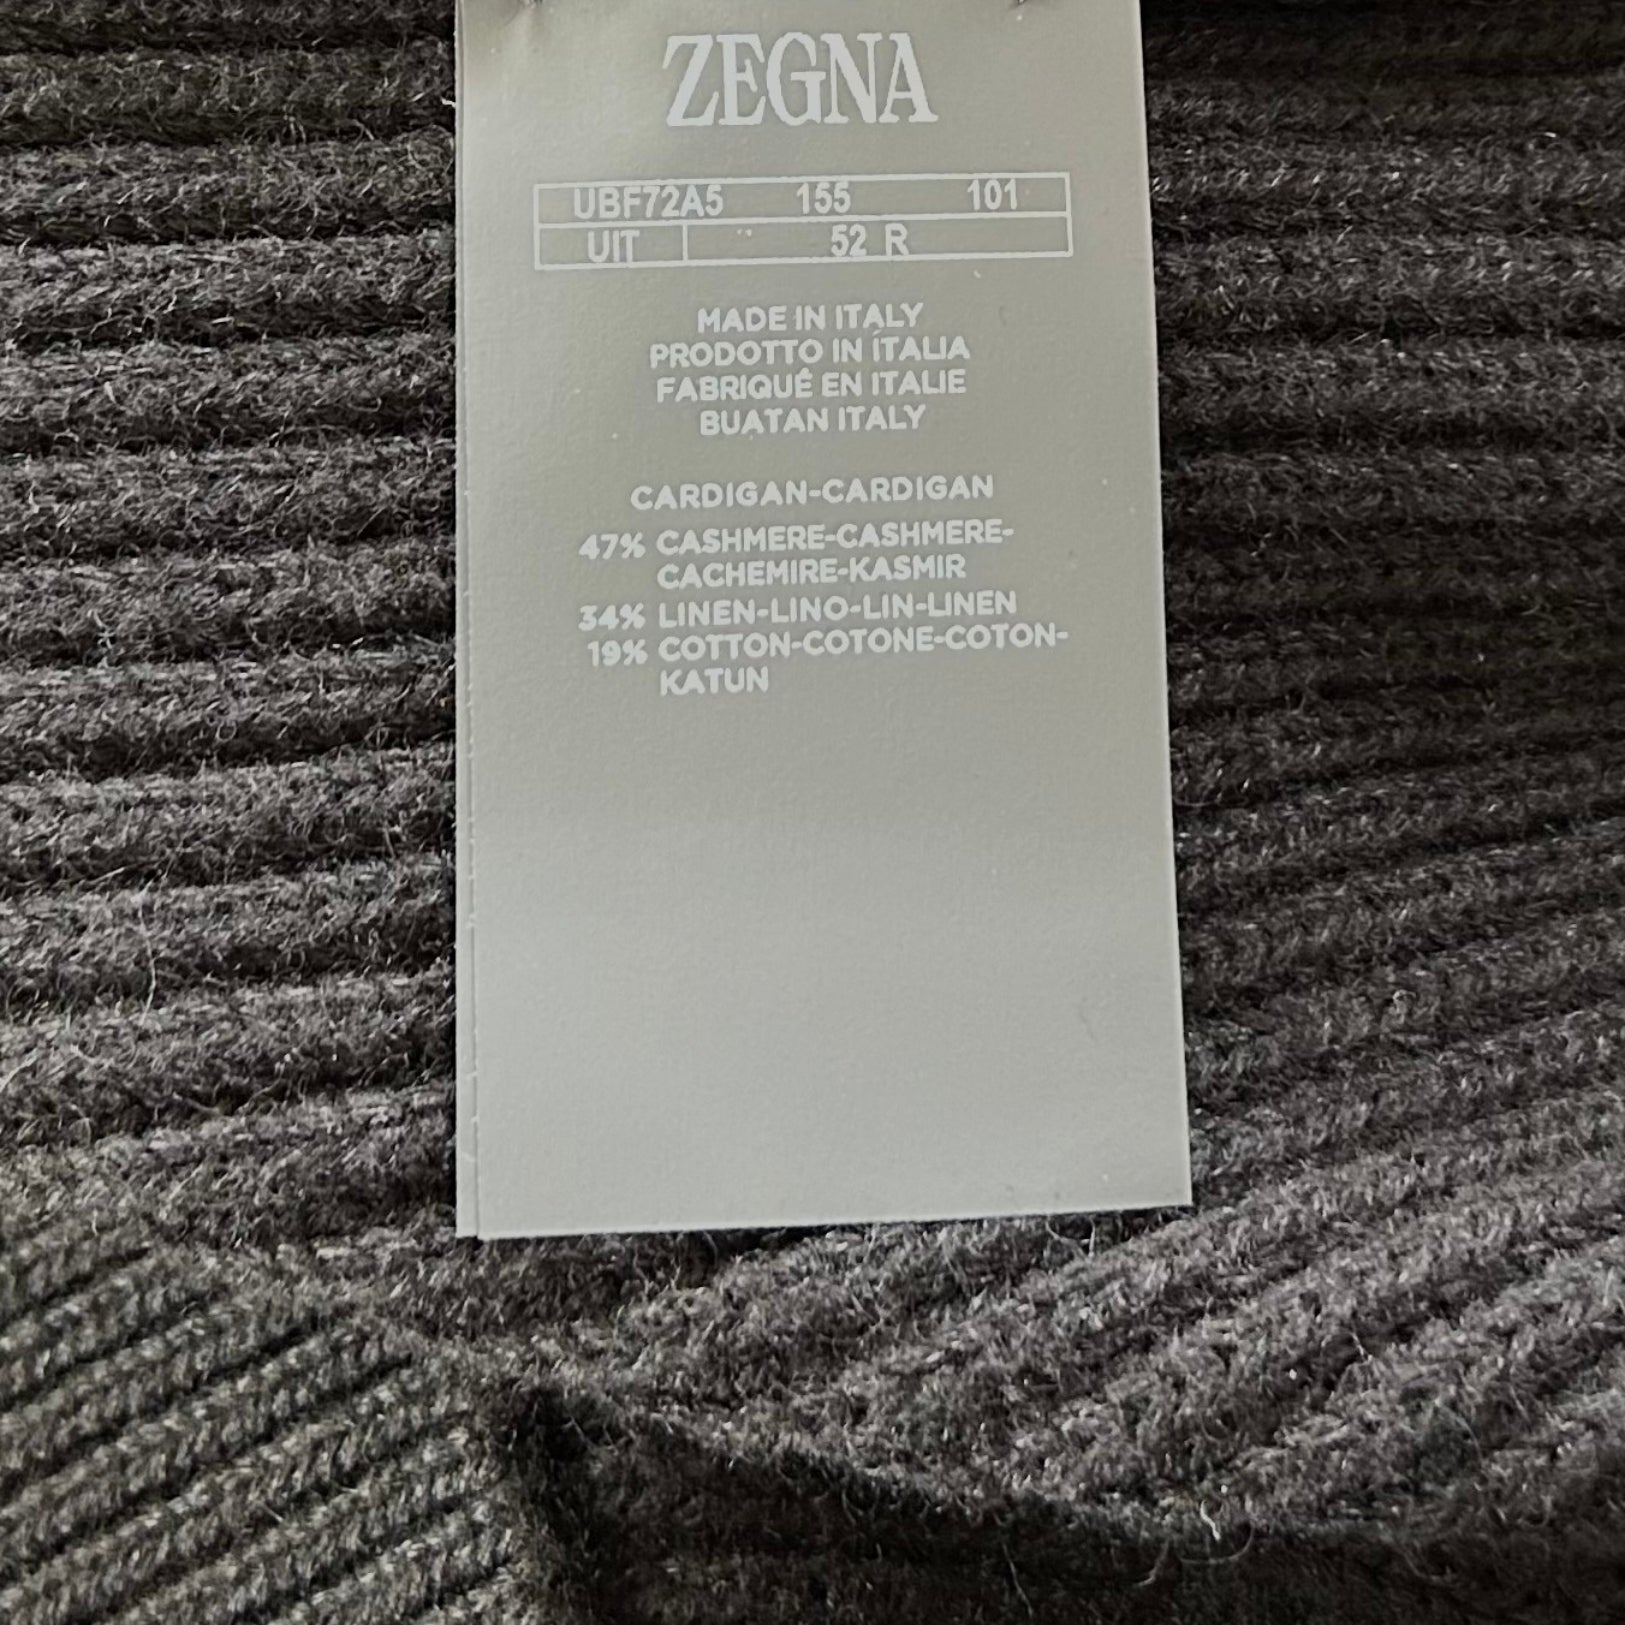 ZEGNA
UBF72A5 155 101
UIT 52 R
MADE IN ITALY
PRODOTTO IN ITALIA
FABRIQUÉ EN ITALIE
BUATAN ITALY
CARDIGAN-CARDIGAN
47% CASHMERE-CASHMERE-
CACHEMIRE-KASMIR
34% LINEN-LINO-LIN-LINEN
19% COTTON-COTONE-COTON-
KATUN